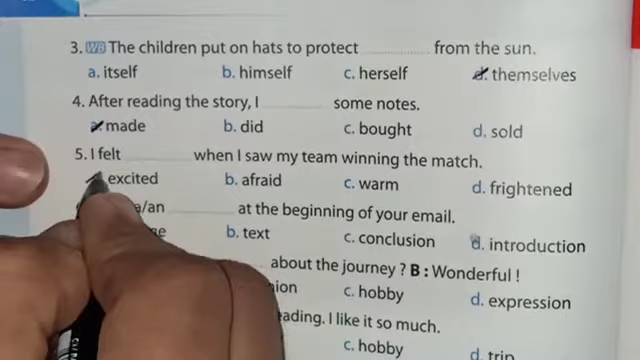 3. WB The children put on hats to protect ............ from the sun.
a. itself b. himself c. herself d. themselves
4. After reading the story, I ............ some notes.
a. made b. did c. bought d. sold
5. I felt ............ when I saw my team winning the match.
excited b. afraid c. warm d. frightened
a/an ............ at the beginning of your email.
b. text c. conclusion d. introduction
about the journey ? B : Wonderful !
c. hobby d. expression
I like it so much.
c. hobby d. trip